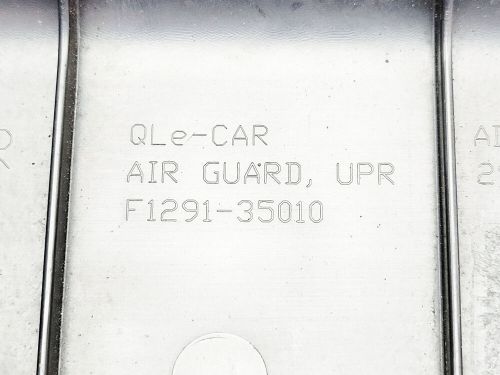 QLe-CAR
AIR GUARD, UPR
F1291-35010